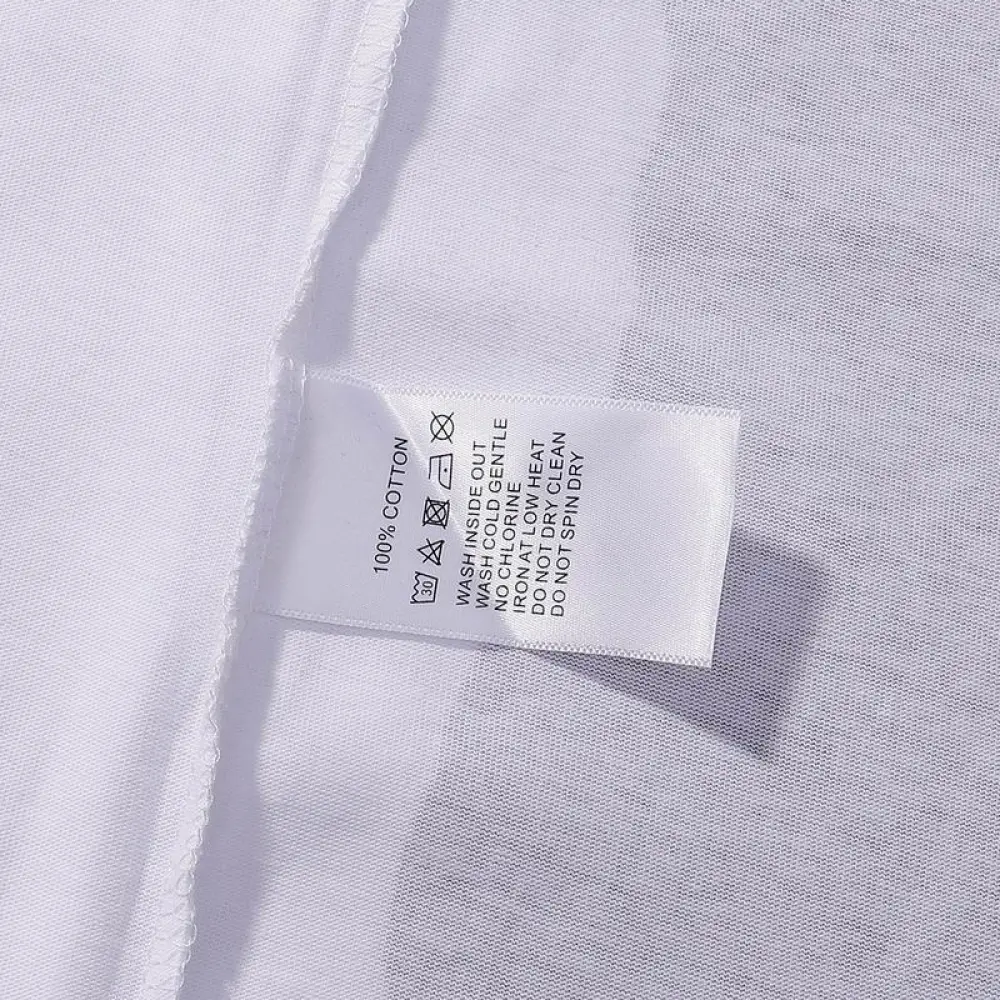 100% COTTON
30
WASH INSIDE OUT
WASH COLD GENTLE
NO CHLORINE
IRON AT LOW HEAT
DO NOT DRY CLEAN
DO NOT SPIN DRY